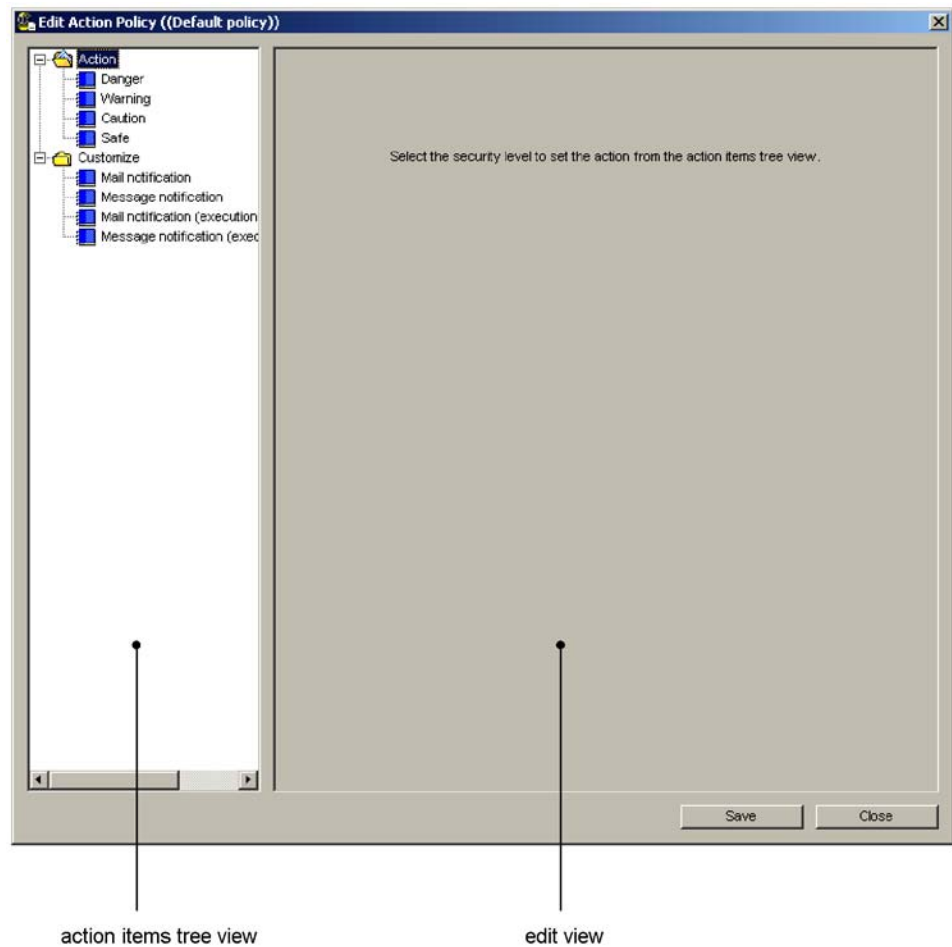 Edit Action Policy ((Default policy))
Action
Danger
Warning
Caution
Safe
Customize
Mail notification
Message notification
Mail notification (execution
Message notification (exec
Select the security level to set the action from the action items tree view.
Save
Close
action items tree view
edit view